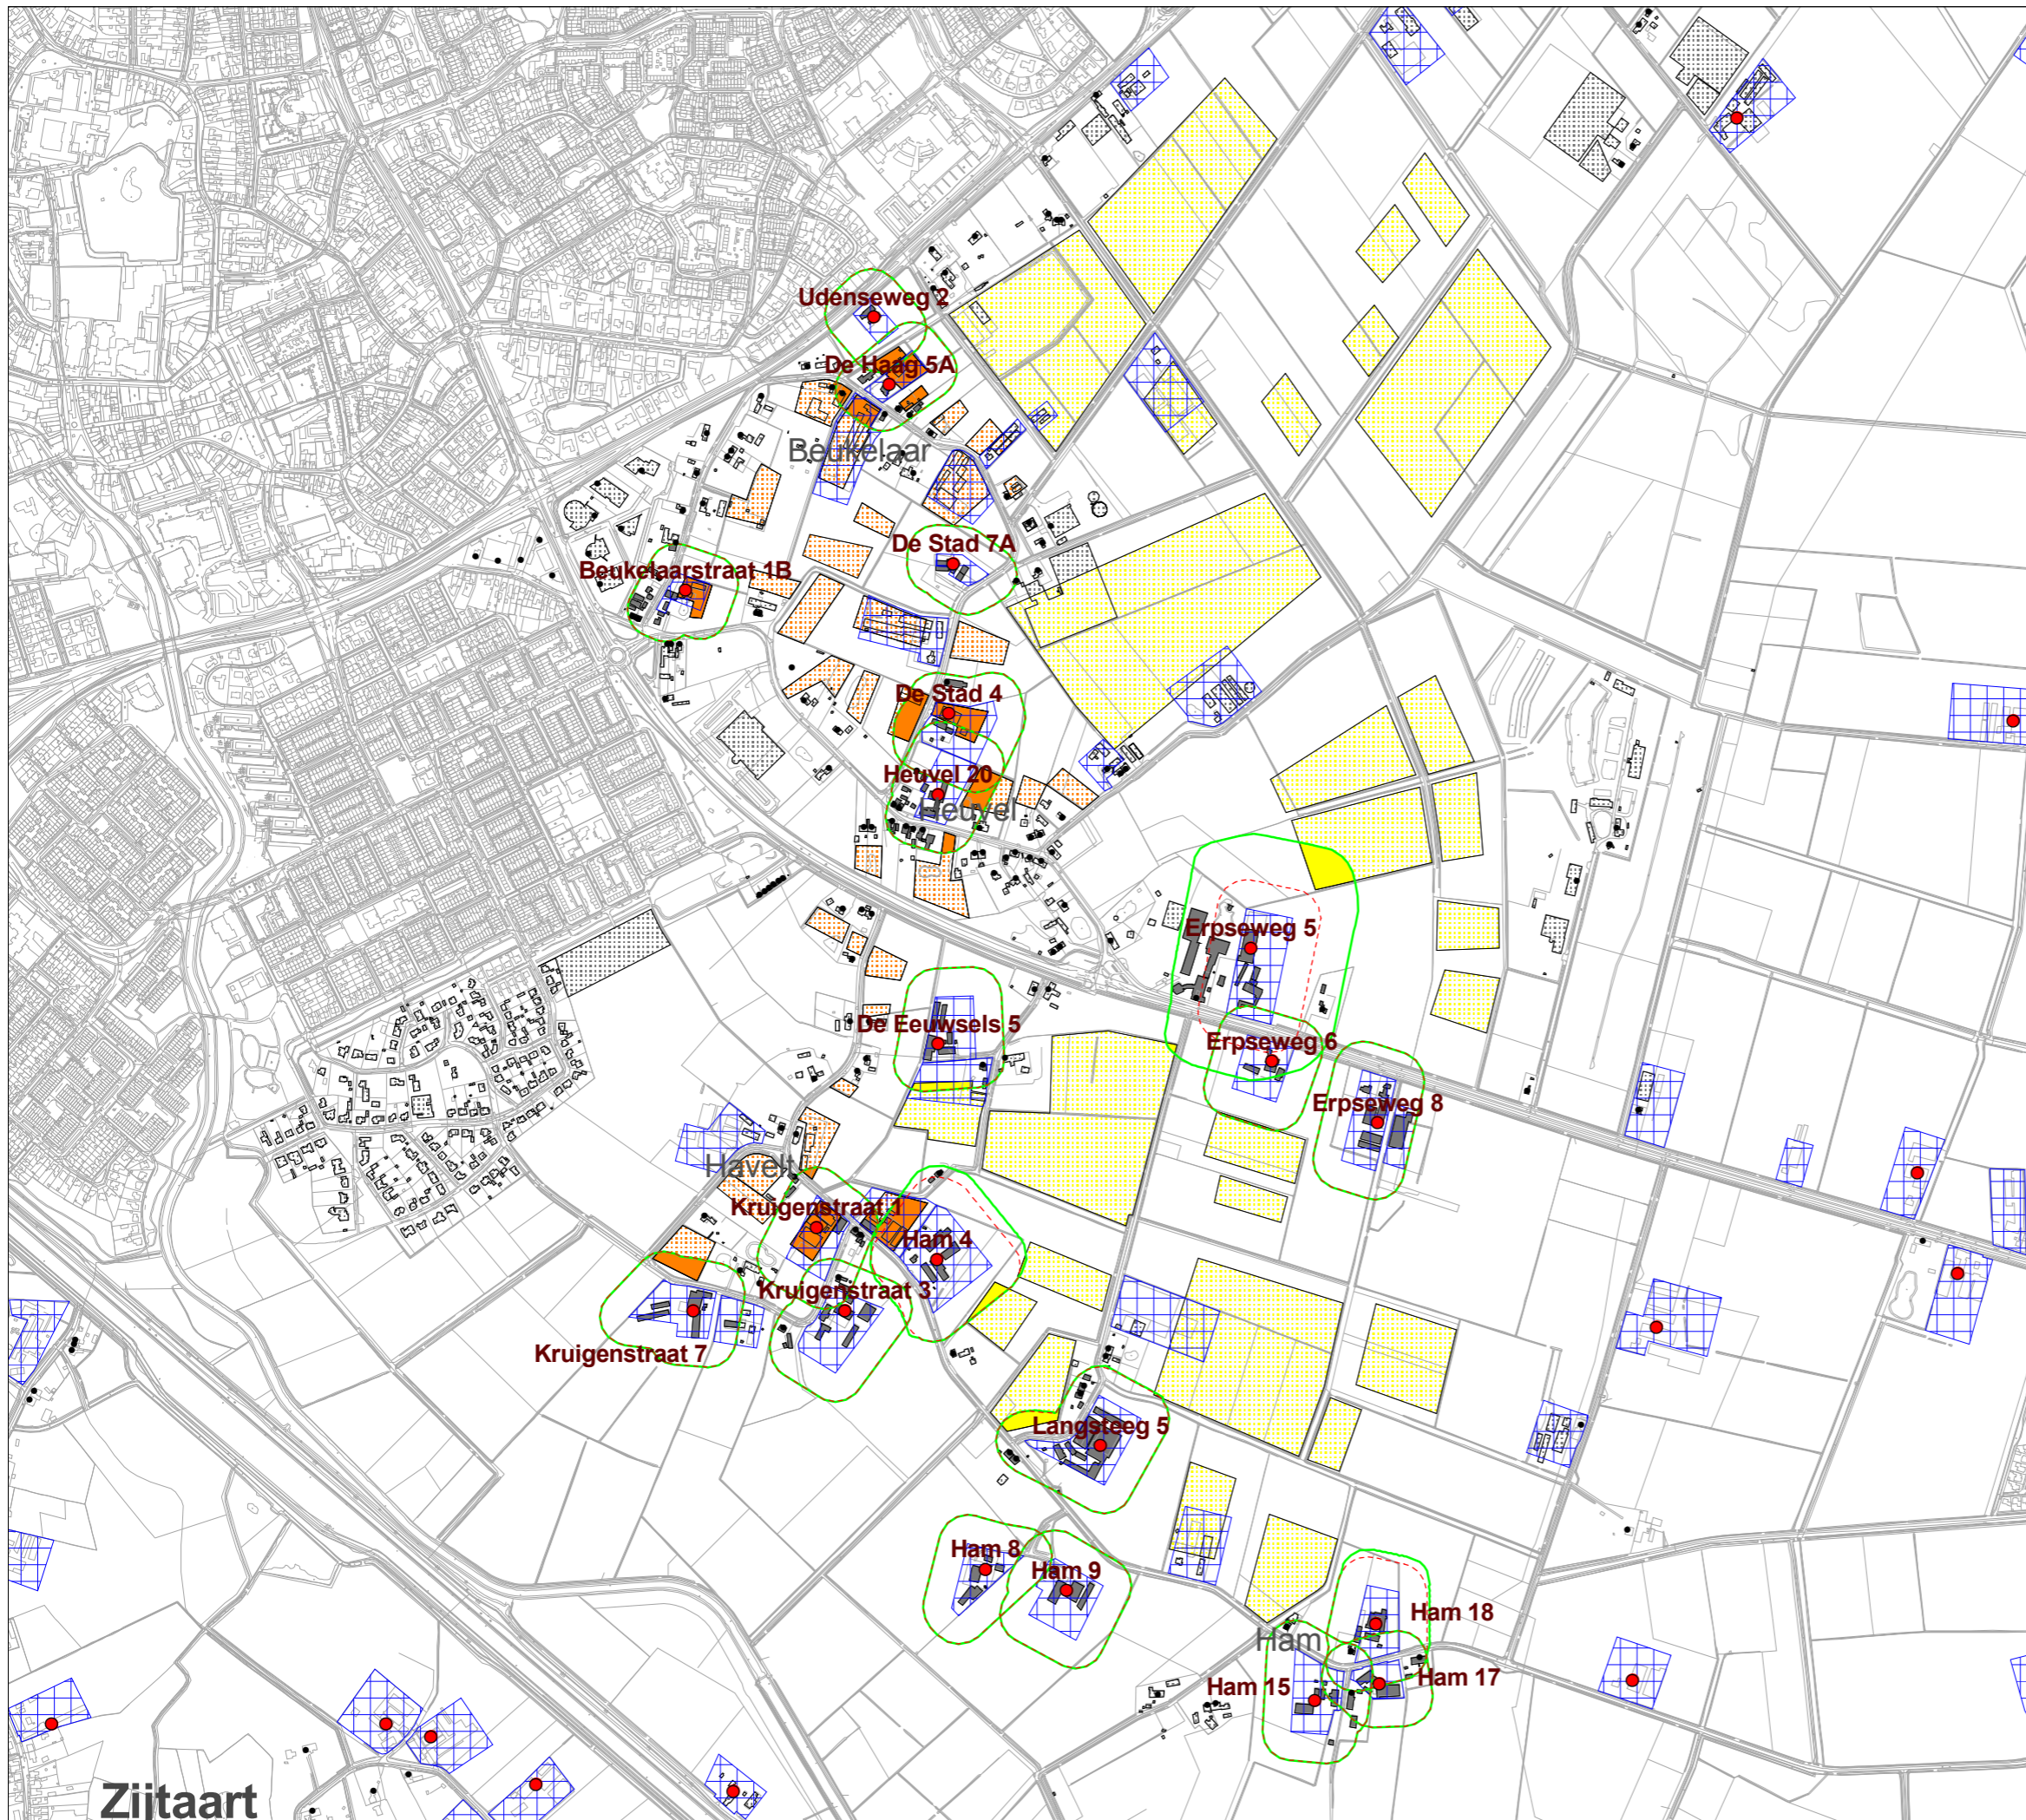 Udenseweg 2
De Haag 5A
Beukelaar
De Stad 7A
Beukelaarstraat 1B
De Stad 4
Heuvel 20
Heuvel
Erpseweg 5
De Eeuwsels 5
Erpseweg 6
Erpseweg 8
Havelt
Kruigenstraat 1
Ham 4
Kruigenstraat 3
Kruigenstraat 7
Langsteeg 5
Ham 8
Ham 9
Ham 18
Ham
Ham 15
Ham 17
Zijtaart